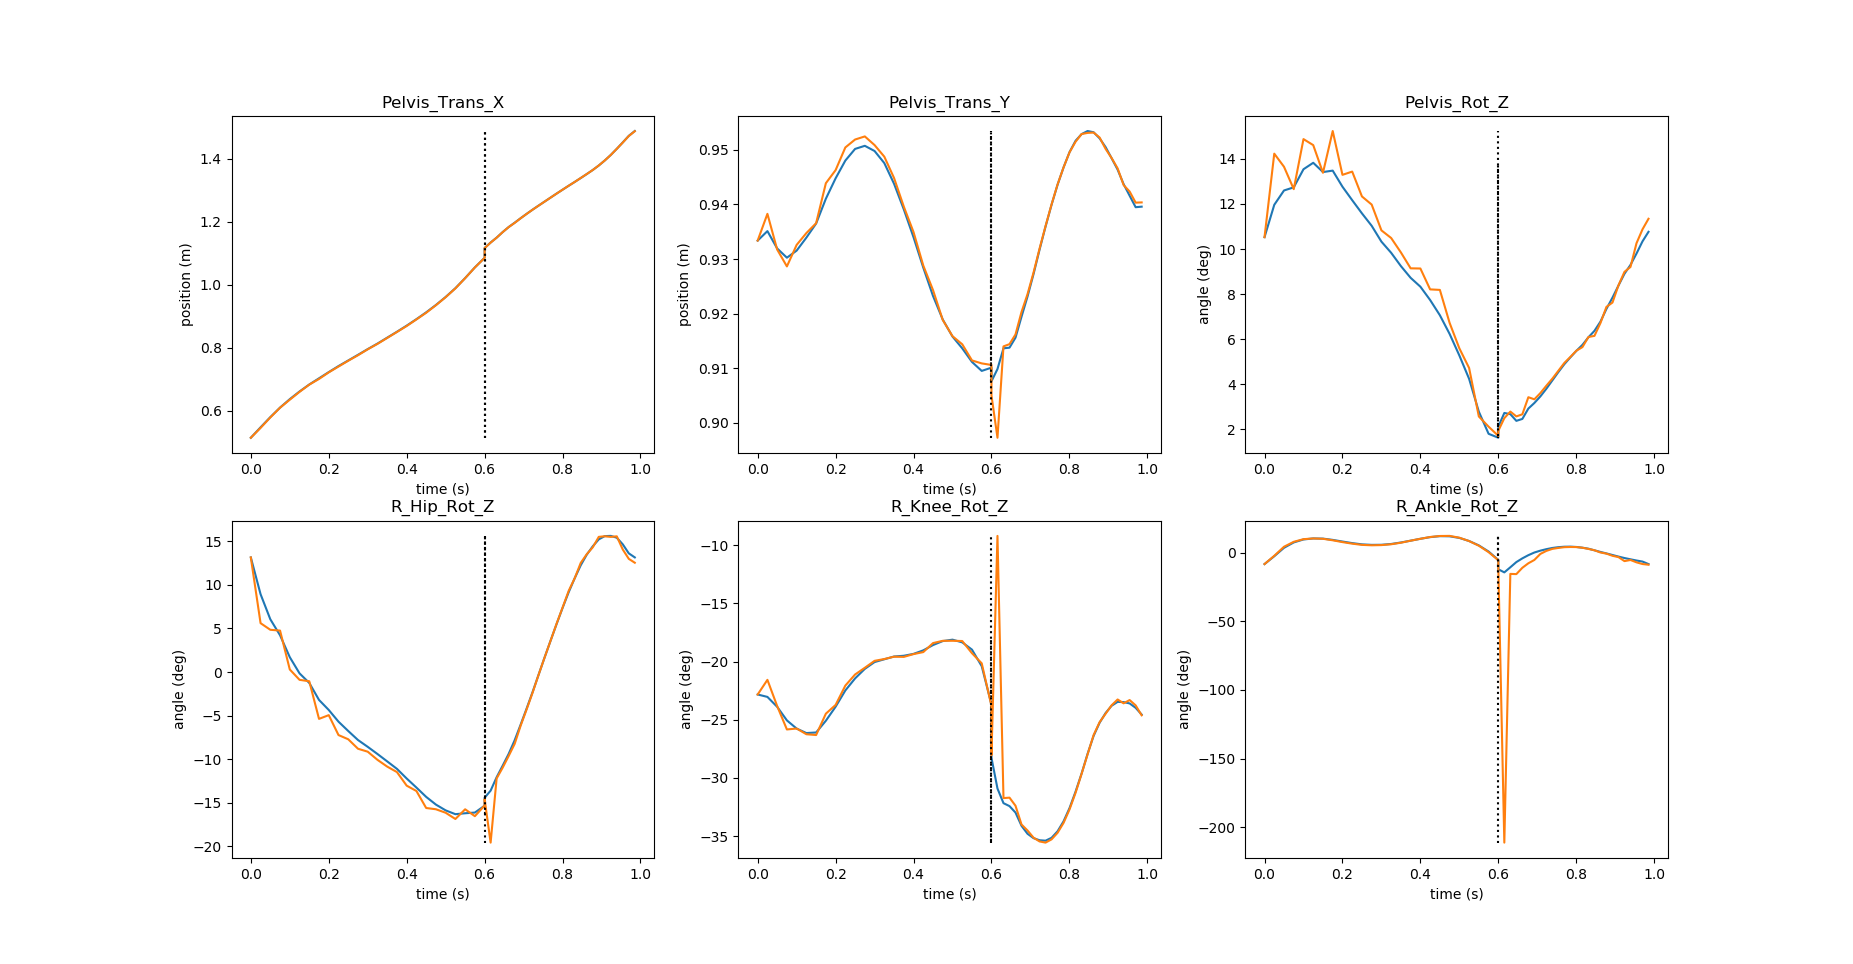 Pelvis_Trans_X
position (m)
1.4
1.2
1.0
0.8
0.6
0.0 0.2 0.4 0.6 0.8 1.0
time (s)
Pelvis_Trans_Y
position (m)
0.95
0.94
0.93
0.92
0.91
0.90
0.0 0.2 0.4 0.6 0.8 1.0
time (s)
Pelvis_Rot_Z
angle (deg)
14
12
10
8
6
4
2
0.0 0.2 0.4 0.6 0.8 1.0
time (s)
R_Hip_Rot_Z
angle (deg)
15
10
5
0
−5
−10
−15
−20
0.0 0.2 0.4 0.6 0.8 1.0
time (s)
R_Knee_Rot_Z
angle (deg)
−10
−15
−20
−25
−30
−35
0.0 0.2 0.4 0.6 0.8 1.0
time (s)
R_Ankle_Rot_Z
angle (deg)
0
−50
−100
−150
−200
0.0 0.2 0.4 0.6 0.8 1.0
time (s)